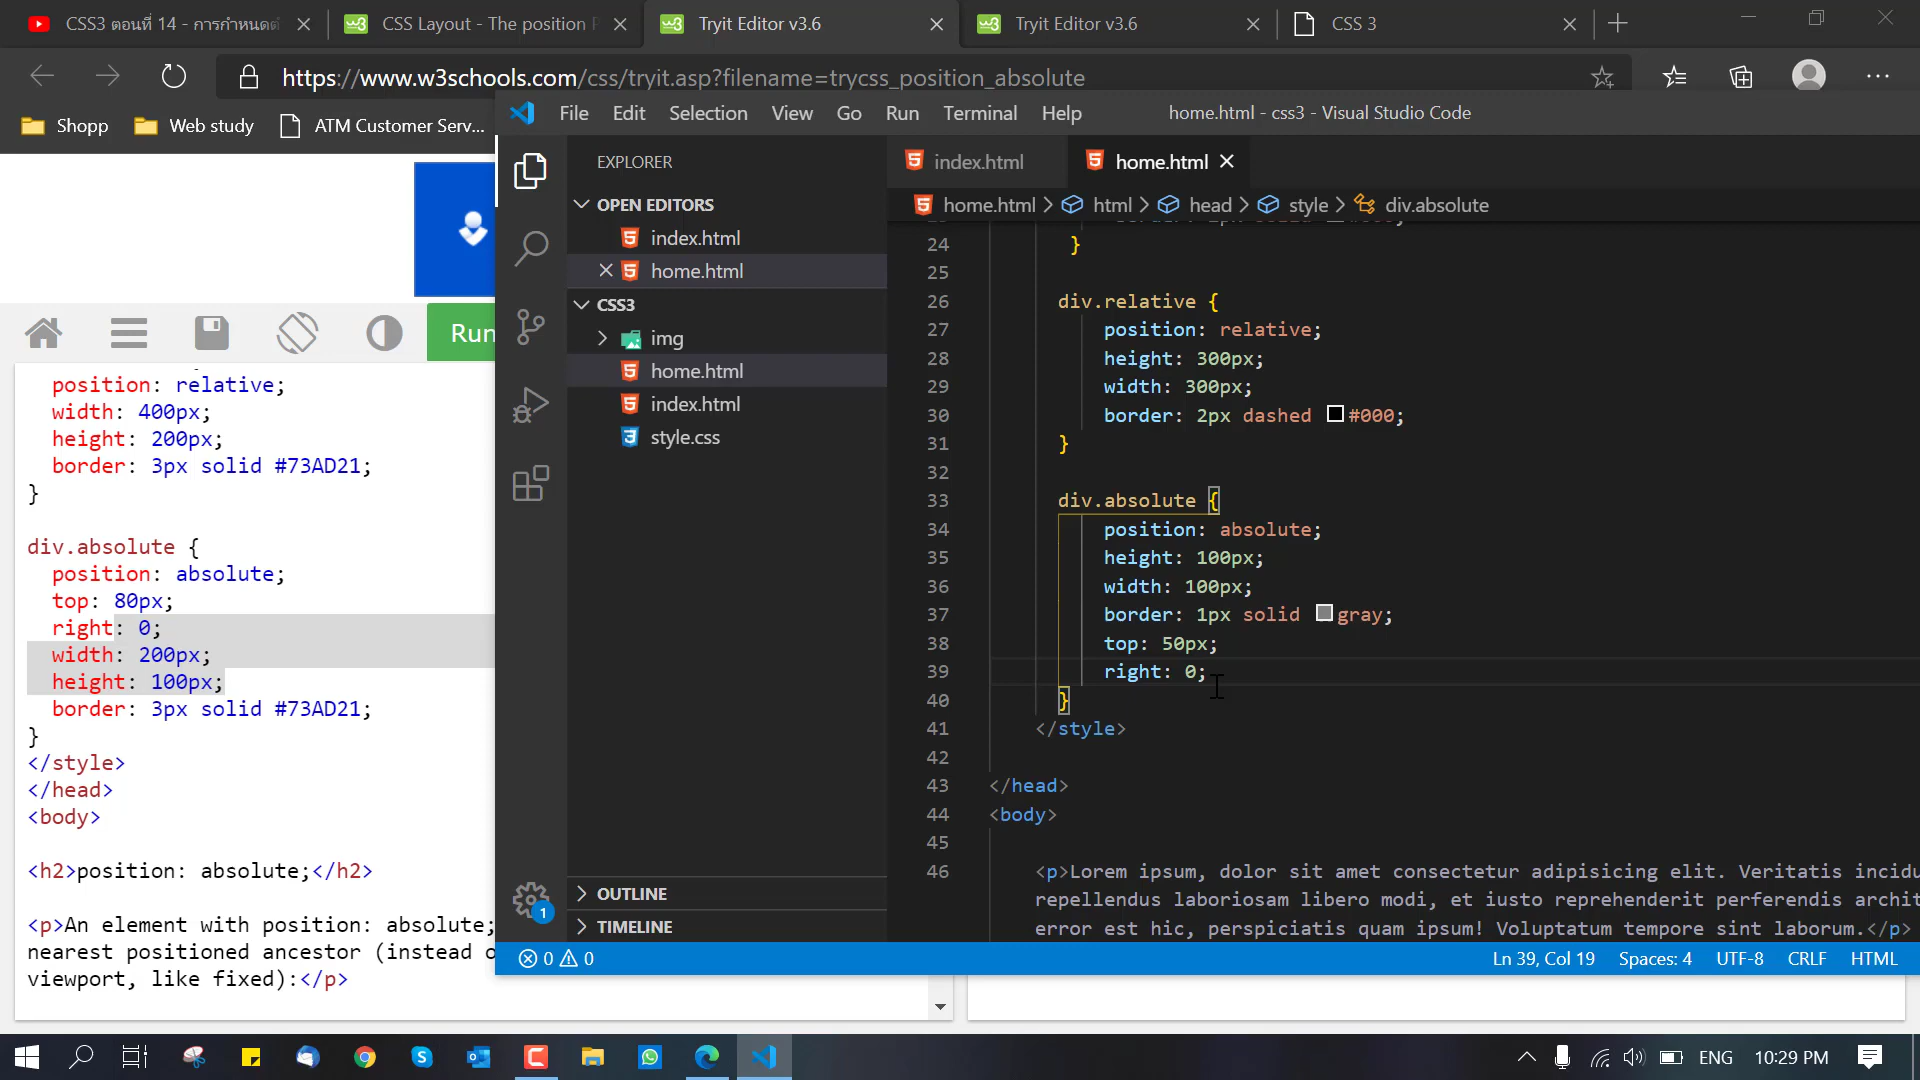 CSS3 ตอนที่ 14 - การกำหนดตำ
CSS Layout - The position P
Tryit Editor v3.6
Tryit Editor v3.6
CSS 3
https://www.w3schools.com/css/tryit.asp?filename=trycss_position_absolute
Shopp
Web study
ATM Customer Serv...
File Edit Selection View Go Run Terminal Help
home.html - css3 - Visual Studio Code
EXPLORER
OPEN EDITORS
index.html
home.html
CSS3
img
home.html
index.html
style.css
OUTLINE
TIMELINE
1
index.html
home.html
home.html > html > head > style > div.absolute
24 }
25
26 div.relative {
27 position: relative;
28 height: 300px;
29 width: 300px;
30 border: 2px dashed #000;
31 }
32
33 div.absolute {
34 position: absolute;
35 height: 100px;
36 width: 100px;
37 border: 1px solid gray;
38 top: 50px;
39 right: 0;
40 }
41 </style>
42
43 </head>
44 <body>
45
46 <p>Lorem ipsum, dolor sit amet consectetur adipisicing elit. Veritatis incidu
repellendus laboriosam libero modi, et iusto reprehenderit perferendis archit
error est hic, perspiciatis quam ipsum! Voluptatum tempore sint laborum.</p>
0 0
Ln 39, Col 19 Spaces: 4 UTF-8 CRLF HTML
Run
position: relative;
width: 400px;
height: 200px;
border: 3px solid #73AD21;
}
div.absolute {
position: absolute;
top: 80px;
right: 0;
width: 200px;
height: 100px;
border: 3px solid #73AD21;
}
</style>
</head>
<body>
<h2>position: absolute;</h2>
<p>An element with position: absolute;
nearest positioned ancestor (instead o
viewport, like fixed):</p>
ENG
10:29 PM